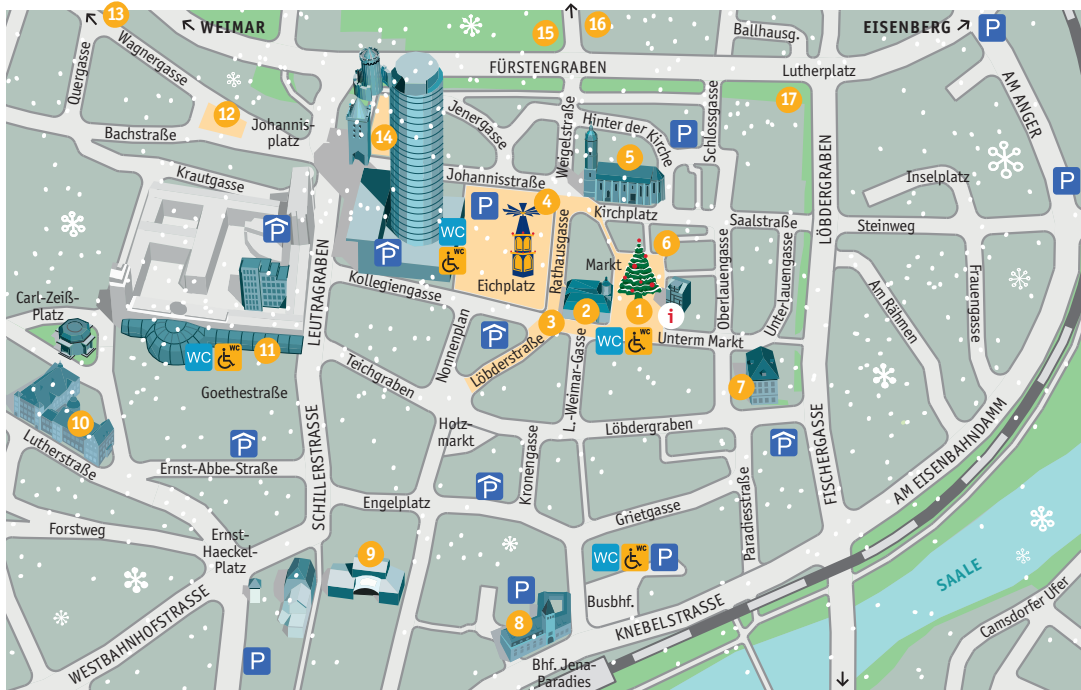 13
WEIMAR
15
16
Ballhausg.
EISENBERG
P
Quergasse
Wagnergasse
FÜRSTENGRABEN
Lutherplatz
AM ANGER
17
12
Johannis-
platz
Bachstraße
14
Jenergasse
Weigelstraße
Hinter der Kirche
P
Schlossgasse
5
LÖBDERGRABEN
Inselplatz
P
Krautgasse
Johannisstraße
P
4
Kirchplatz
Saalstraße
Steinweg
P
WC
6
P
WC
Rathausgasse
Markt
Eichplatz
Kollegiengasse
LEUTRAGRABEN
Oberlauengasse
Unterlauengasse
Am Rähmen
Frauengasse
Carl-Zeiß-
Platz
2
1
i
3
P
Nonnenplan
Löbderstraße
L.-Weimar-Gasse
WC
WC
Unterm Markt
WC
WC
11
Teichgraben
7
Goethestraße
10
Lutherstraße
Holz-
markt
Löbdergraben
P
P
Ernst-Abbe-Straße
SCHILLERSTRASSE
Kronengasse
P
Engelplatz
Grietgasse
Paradiesstraße
FISCHERGASSE
AM EISENBAHNDAMM
Forstweg
Ernst-
Haeckel-
Platz
9
WC
WC
P
SAALE
WESTBAHNHOFSTRASSE
P
8
Busbhf.
KNEBELSTRASSE
Camsdorfer Ufer
P
Bhf. Jena-
Paradies